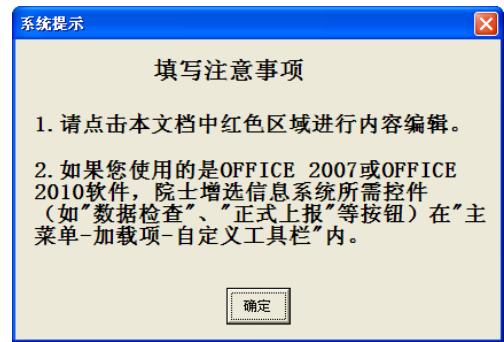 系统提示
填写注意事项
1.请点击本文档中红色区域进行内容编辑。
2.如果您使用的是OFFICE 2007或OFFICE
2010软件，院士增选信息系统所需控件
（如"数据检查"、"正式上报"等按钮）在"主
菜单-加载项-自定义工具栏"内。
确定